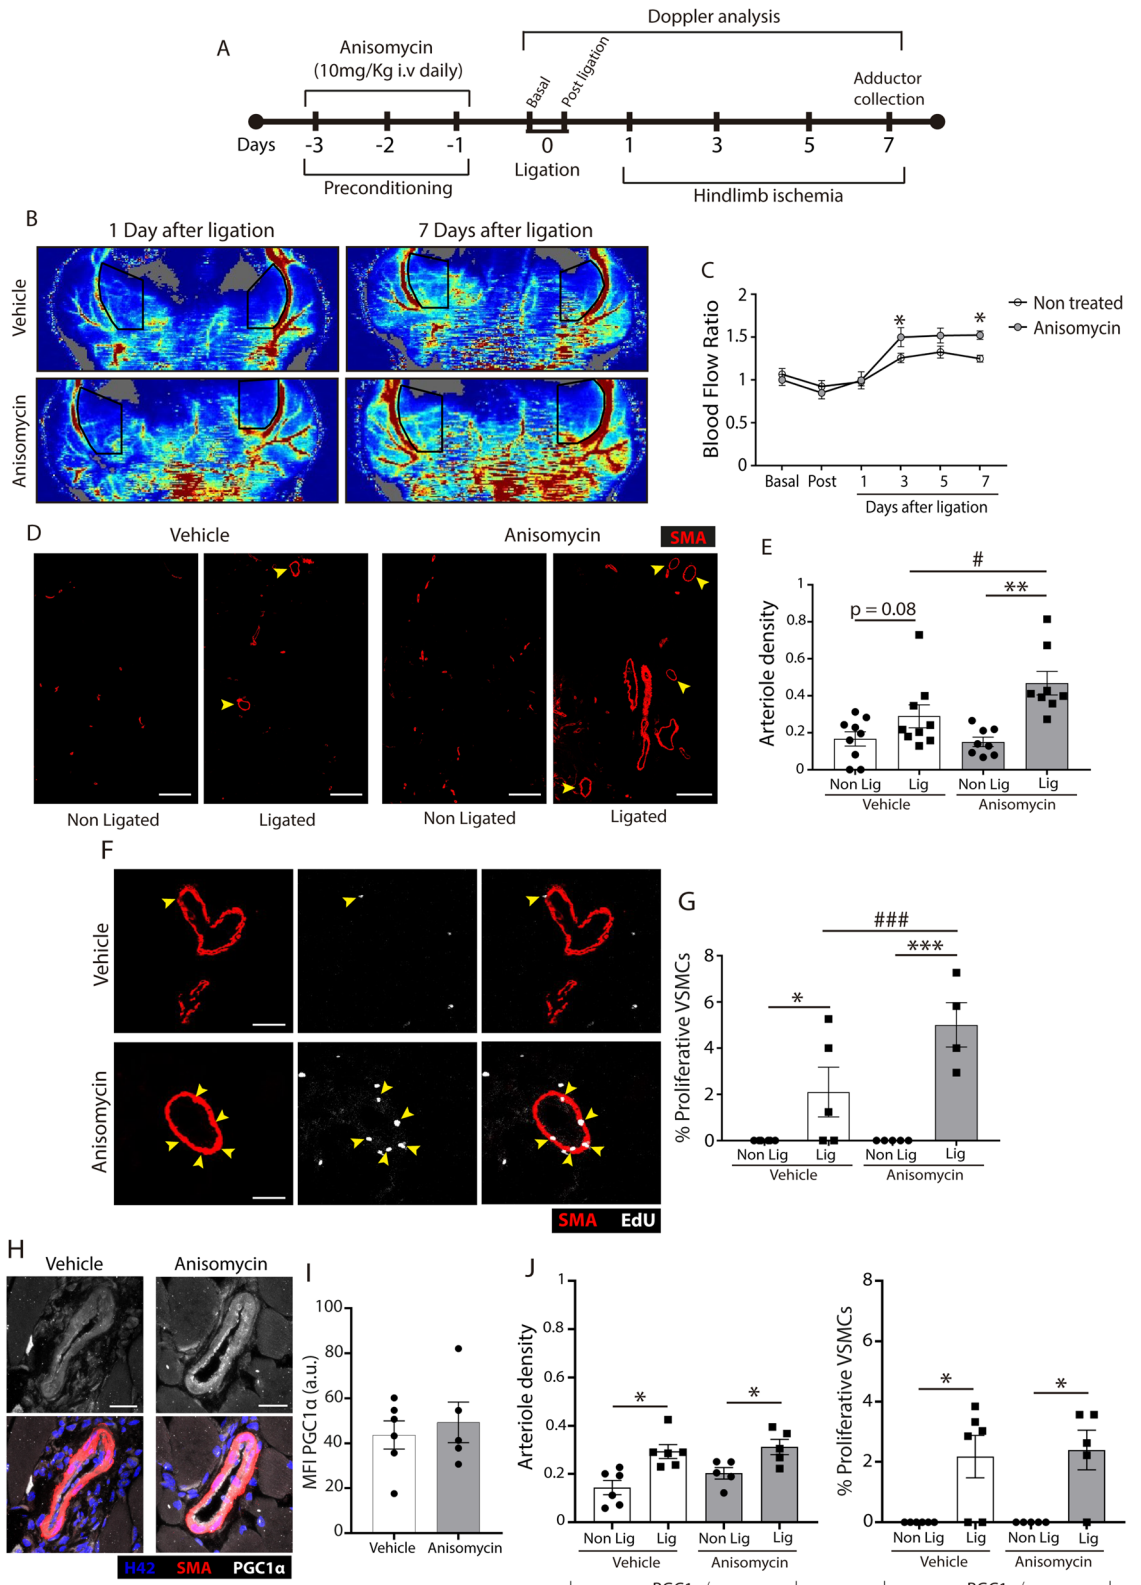 A
Doppler analysis
Anisomycin
(10mg/Kg i.v daily)
Basal
Post ligation
Adductor
collection
Days
-3
-2
-1
0
1
3
5
7
Ligation
Preconditioning
Hindlimb ischemia
B
1 Day after ligation
7 Days after ligation
Vehicle
Anisomycin
C
Blood Flow Ratio
2
1.5
1
0.5
0
*
*
Non treated
Anisomycin
Basal Post 1 3 5 7
Days after ligation
D
Vehicle
Anisomycin
SMA
Non Ligated
Ligated
Non Ligated
Ligated
E
Arteriole density
1
0.8
0.6
0.4
0.2
0
#
**
p = 0.08
Non Lig Lig Non Lig Lig
Vehicle Anisomycin
F
Vehicle
Anisomycin
SMA EdU
G
% Proliferative VSMCs
8
6
4
2
0
###
***
*
Non Lig Lig Non Lig Lig
Vehicle Anisomycin
H
Vehicle
Anisomycin
H42 SMA PGC1α
I
MFI PGC1α (a.u.)
100
80
60
40
20
0
Vehicle Anisomycin
J
Arteriole density
1
0.8
0.6
0.4
0.2
0
* *
Non Lig Lig Non Lig Lig
Vehicle Anisomycin
% Proliferative VSMCs
8
6
4
2
0
* *
Non Lig Lig Non Lig Lig
Vehicle Anisomycin